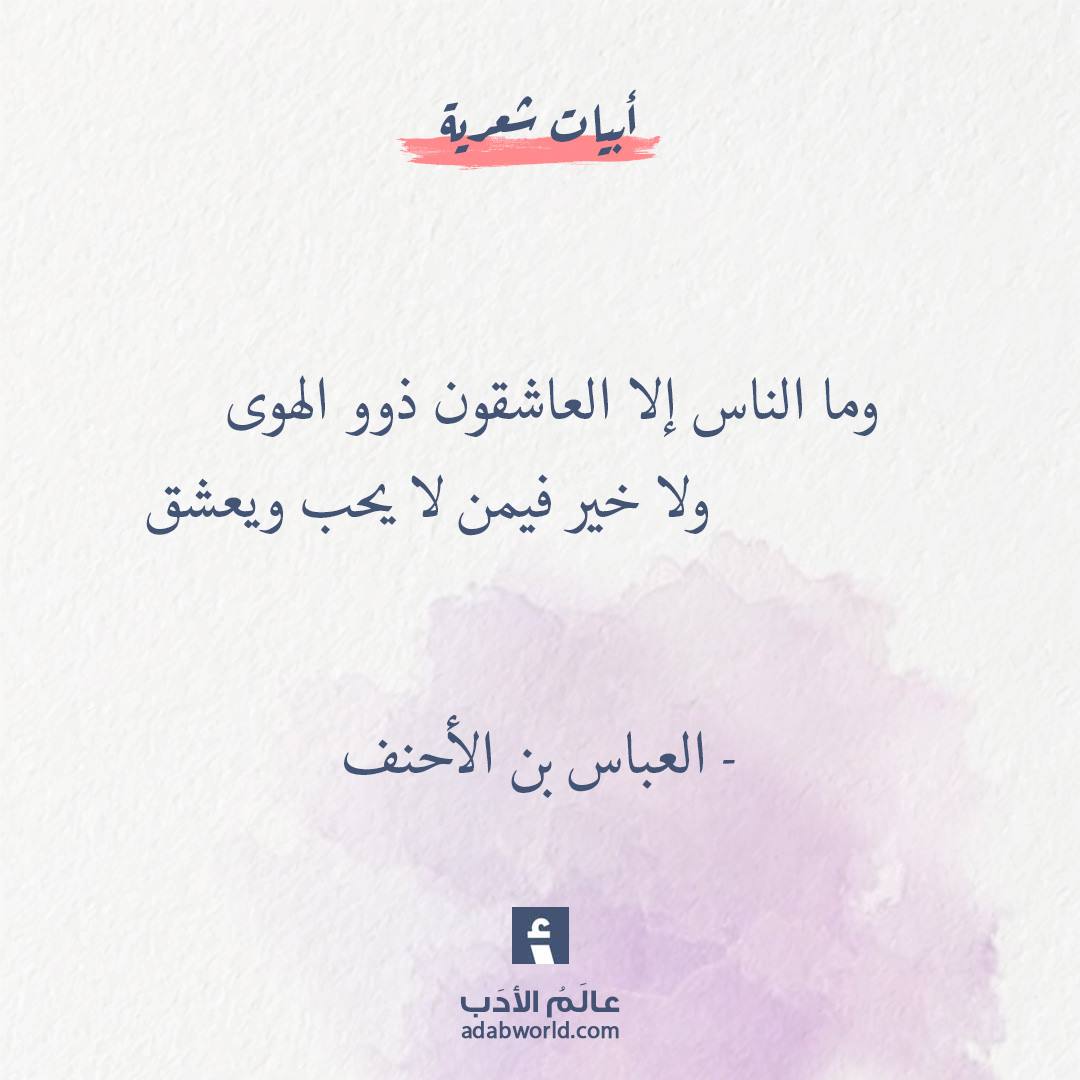 أبيات شعرية
وما الناس إلا العاشقون ذوو الهوى
ولا خير فيمن لا يحب ويعشق
- العباس بن الأحنف
أ
عالَمُ الأدَب
adabworld.com